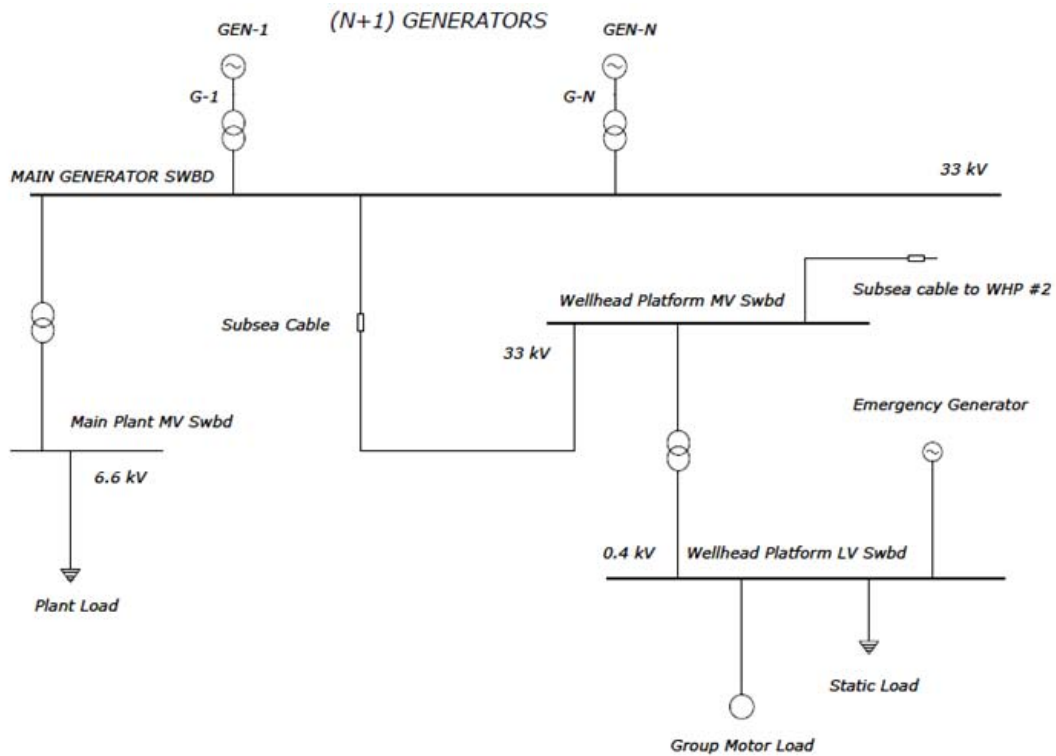 (N+1) GENERATORS
GEN-1
GEN-N
G-1
G-N
MAIN GENERATOR SWBD
33 kV
Subsea cable to WHP #2
Wellhead Platform MV Swbd
Subsea Cable
33 kV
Main Plant MV Swbd
Emergency Generator
6.6 kV
0.4 kV
Wellhead Platform LV Swbd
Plant Load
Static Load
Group Motor Load